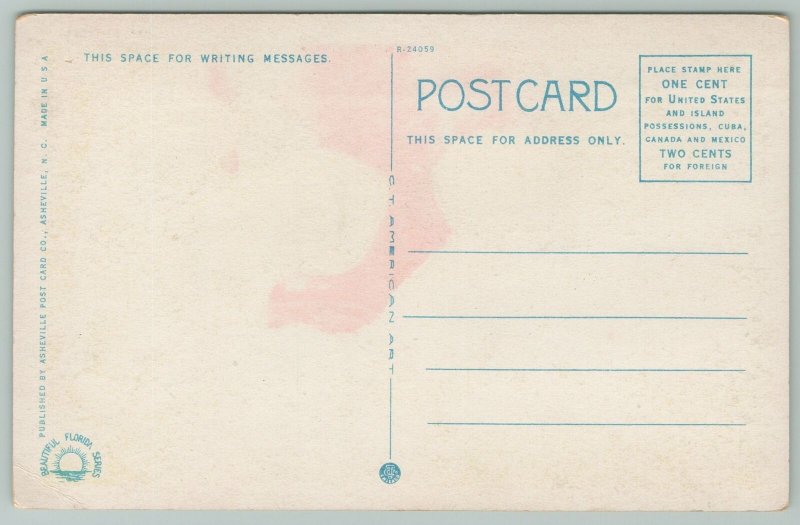 THIS SPACE FOR WRITING MESSAGES.
R-24059
POST CARD
THIS SPACE FOR ADDRESS ONLY.
PLACE STAMP HERE
ONE CENT
FOR UNITED STATES
AND ISLAND
POSSESSIONS, CUBA,
CANADA AND MEXICO
TWO CENTS
FOR FOREIGN
C.T. AMERICAN ART
PUBLISHED BY ASHEVILLE POST CARD CO., ASHEVILLE, N. C. MADE IN U S A
BEAUTIFUL FLORIDA SERIES